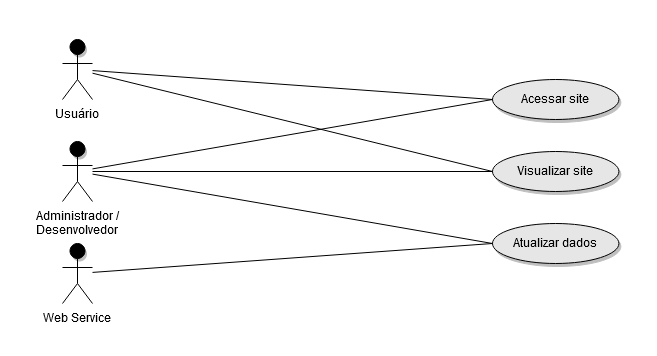 Acessar site
Usuário
Visualizar site
Administrador /
Desenvolvedor
Atualizar dados
Web Service